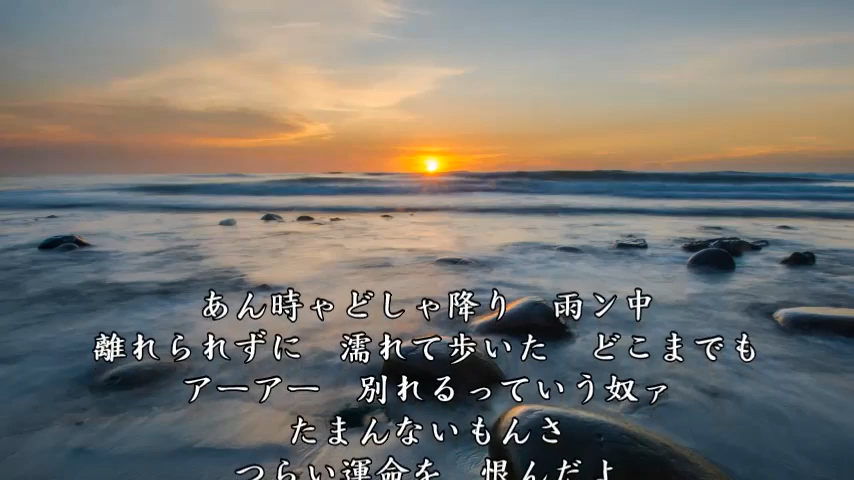 あん時ゃどしゃ降り　雨ン中
離れられずに　濡れて歩いた　どこまでも
アーアー　別れるっていう奴ァ
たまんないもんさ
つらい運命を　恨んだよ